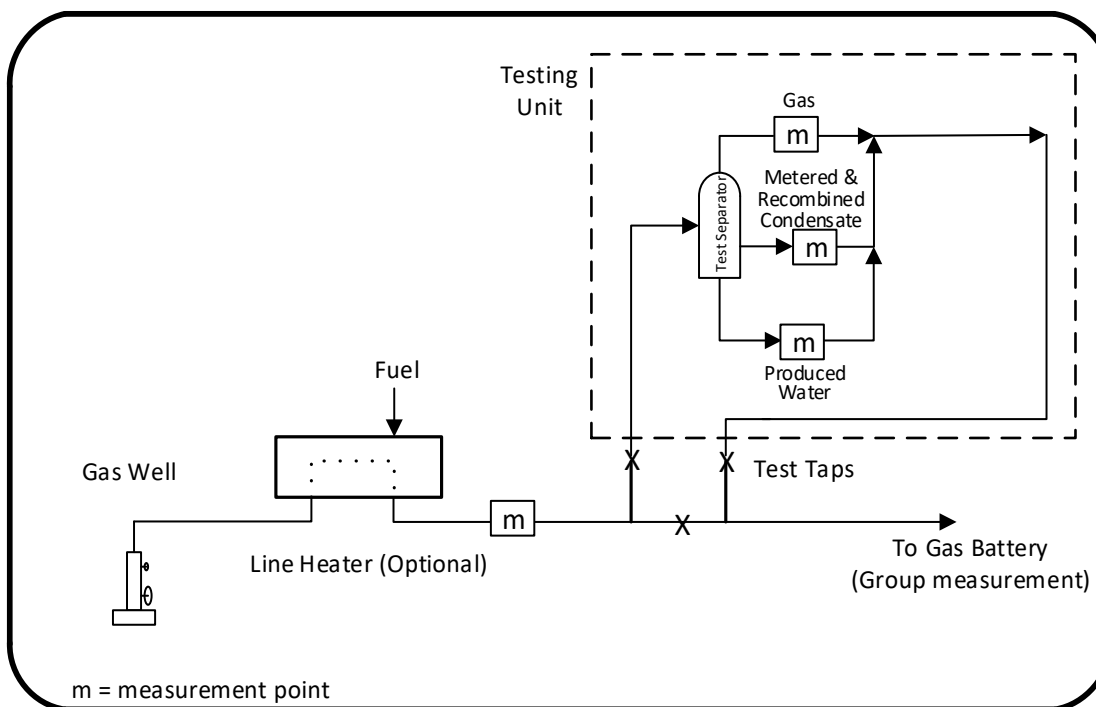 Testing
Unit
Gas
m
Test Separator
Metered &
Recombined
Condensate
m
m
Produced
Water
Fuel
Gas Well
X
X
Test Taps
m
X
Line Heater (Optional)
To Gas Battery
(Group measurement)
m = measurement point